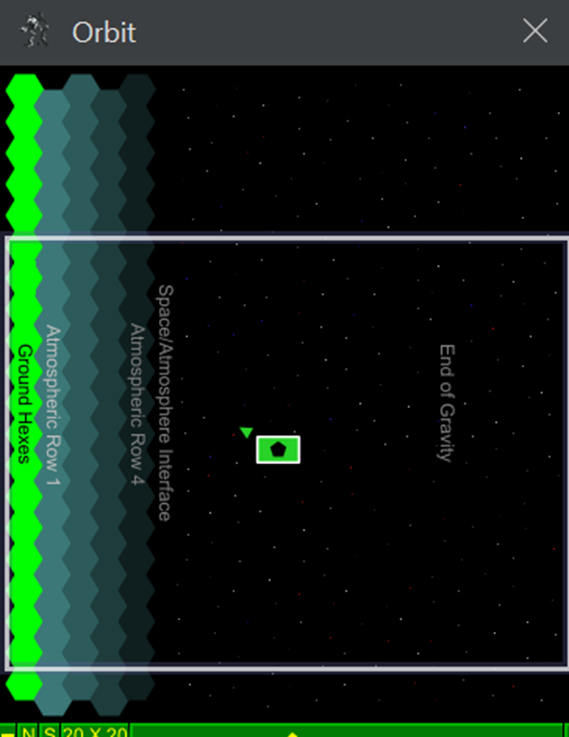 Orbit
Ground Hexes
Atmospheric Row 1
Atmospheric Row 4
Space/Atmosphere Interface
End of Gravity
N S 20 X 20